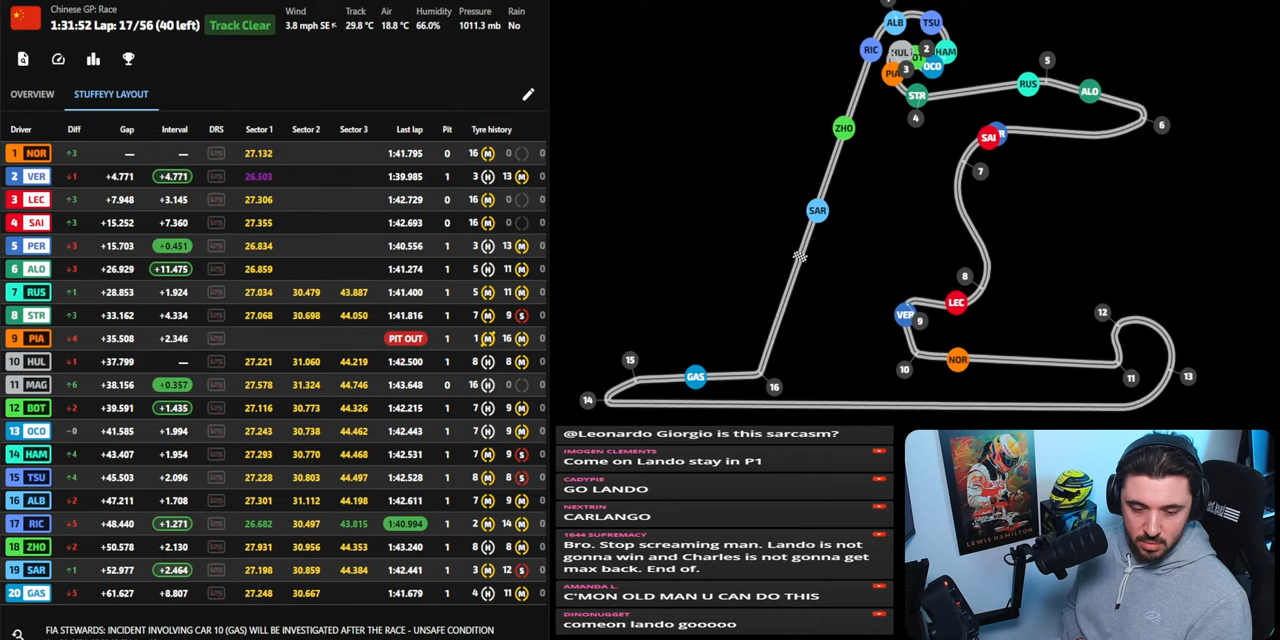 Chinese GP: Race
1:31:52 Lap: 17/56 (40 left) Track Clear
Wind Track Air Humidity Pressure Rain
3.8 mph SE 29.8 °C 18.8 °C 66.0% 1011.3 mb No
OVERVIEW STUFFEYY LAYOUT
Driver Diff Gap Interval DRS Sector 1 Sector 2 Sector 3 Last lap Pit Tyre history
1 NOR ↑3 — — 27.132 1:41.795 0 16 M 0 0
2 VER ↓1 +4.771 +4.771 26.503 1:39.985 1 3 H 13 M 0
3 LEC ↑3 +7.948 +3.145 27.306 1:42.729 0 16 M 0 0
4 SAI ↑3 +15.252 +7.360 27.355 1:42.693 0 16 M 0 0
5 PER ↓3 +15.703 +0.451 26.834 1:40.556 1 3 H 13 M 0
6 ALO ↓3 +26.929 +11.475 26.859 1:41.274 1 5 H 11 M 0
7 RUS ↑1 +28.853 +1.924 27.034 30.479 43.887 1:41.400 1 5 M 11 M 0
8 STR ↑3 +33.162 +4.334 27.068 30.698 44.050 1:41.816 1 7 M 9 S 0
9 PIA ↓4 +35.508 +2.346 PIT OUT 1 1 M 16 M 0
10 HUL ↓1 +37.799 — 27.221 31.060 44.219 1:42.500 1 8 H 8 M 0
11 MAG ↑6 +38.156 +0.357 27.578 31.324 44.746 1:43.648 0 16 H 0 0
12 BOT ↓2 +39.591 +1.435 27.116 30.773 44.326 1:42.215 1 7 H 9 M 0
13 OCO −0 +41.585 +1.994 27.243 30.738 44.462 1:42.443 1 7 H 9 M 0
14 HAM ↑4 +43.407 +1.954 27.293 30.770 44.468 1:42.531 1 7 M 9 S 0
15 TSU ↑4 +45.503 +2.096 27.228 30.803 44.497 1:42.528 1 8 M 8 S 0
16 ALB ↓2 +47.211 +1.708 27.301 31.112 44.198 1:42.611 1 7 M 9 M 0
17 RIC ↓5 +48.440 +1.271 26.682 30.497 43.815 1:40.994 1 2 M 14 M 0
18 ZHO ↓2 +50.578 +2.130 27.931 30.956 44.353 1:43.240 1 8 H 8 M 0
19 SAR ↑1 +52.977 +2.464 27.198 30.859 44.384 1:42.441 1 3 M 12 S 0
20 GAS ↓5 +61.627 +8.807 27.248 30.667 1:41.679 1 4 H 11 M 0
FIA STEWARDS: INCIDENT INVOLVING CAR 10 (GAS) WILL BE INVESTIGATED AFTER THE RACE - UNSAFE CONDITION
ALB TSU
RIC HUL OT 2 HAM
PIA 3 OCO 5
STR RUS ALO
4 6
ZHO SAI R
7
SAR
8
LEC
VER 9 12
10 NOR
15 GAS 16 11 13
14
@Leonardo Giorgio is this sarcasm?
IMOGEN CLEMENTS
Come on Lando stay in P1
CADYPIE
GO LANDO
NEXTRIN
CARLANGO
1644 SUPREMACY
Bro. Stop screaming man. Lando is not
gonna win and Charles is not gonna get
max back. End of.
AMANDA L.
C'MON OLD MAN U CAN DO THIS
DINONUGGET
comeon lando gooooo
LEWIS HAMILTON